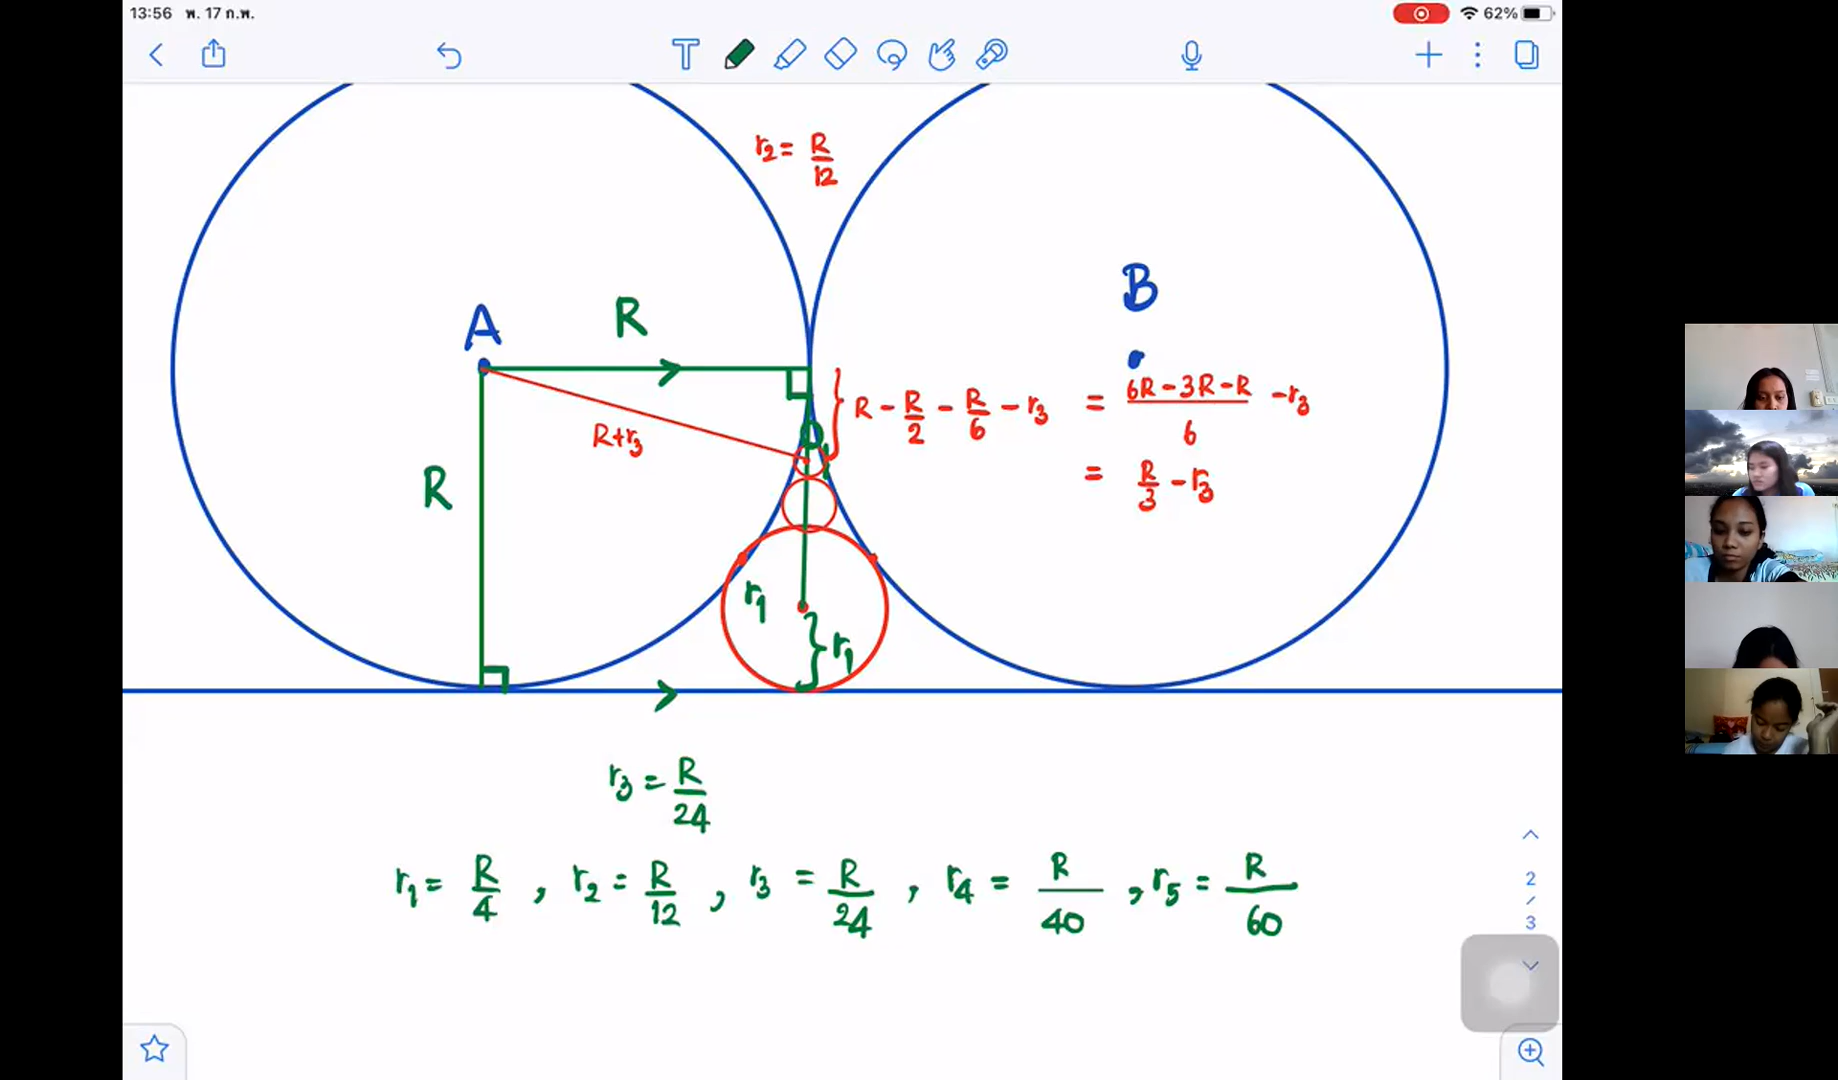 13:56 พ. 17 ก.พ.
62%
T
r2 = R/12
A
R
B
R
R+r3
R - R/2 - R/6 - r3 = (6R - 3R - R)/6 - r3
= R/3 - r3
r1
r1
r3 = R/24
r1 = R/4 , r2 = R/12 , r3 = R/24 , r4 = R/40 , r5 = R/60
2
/
3